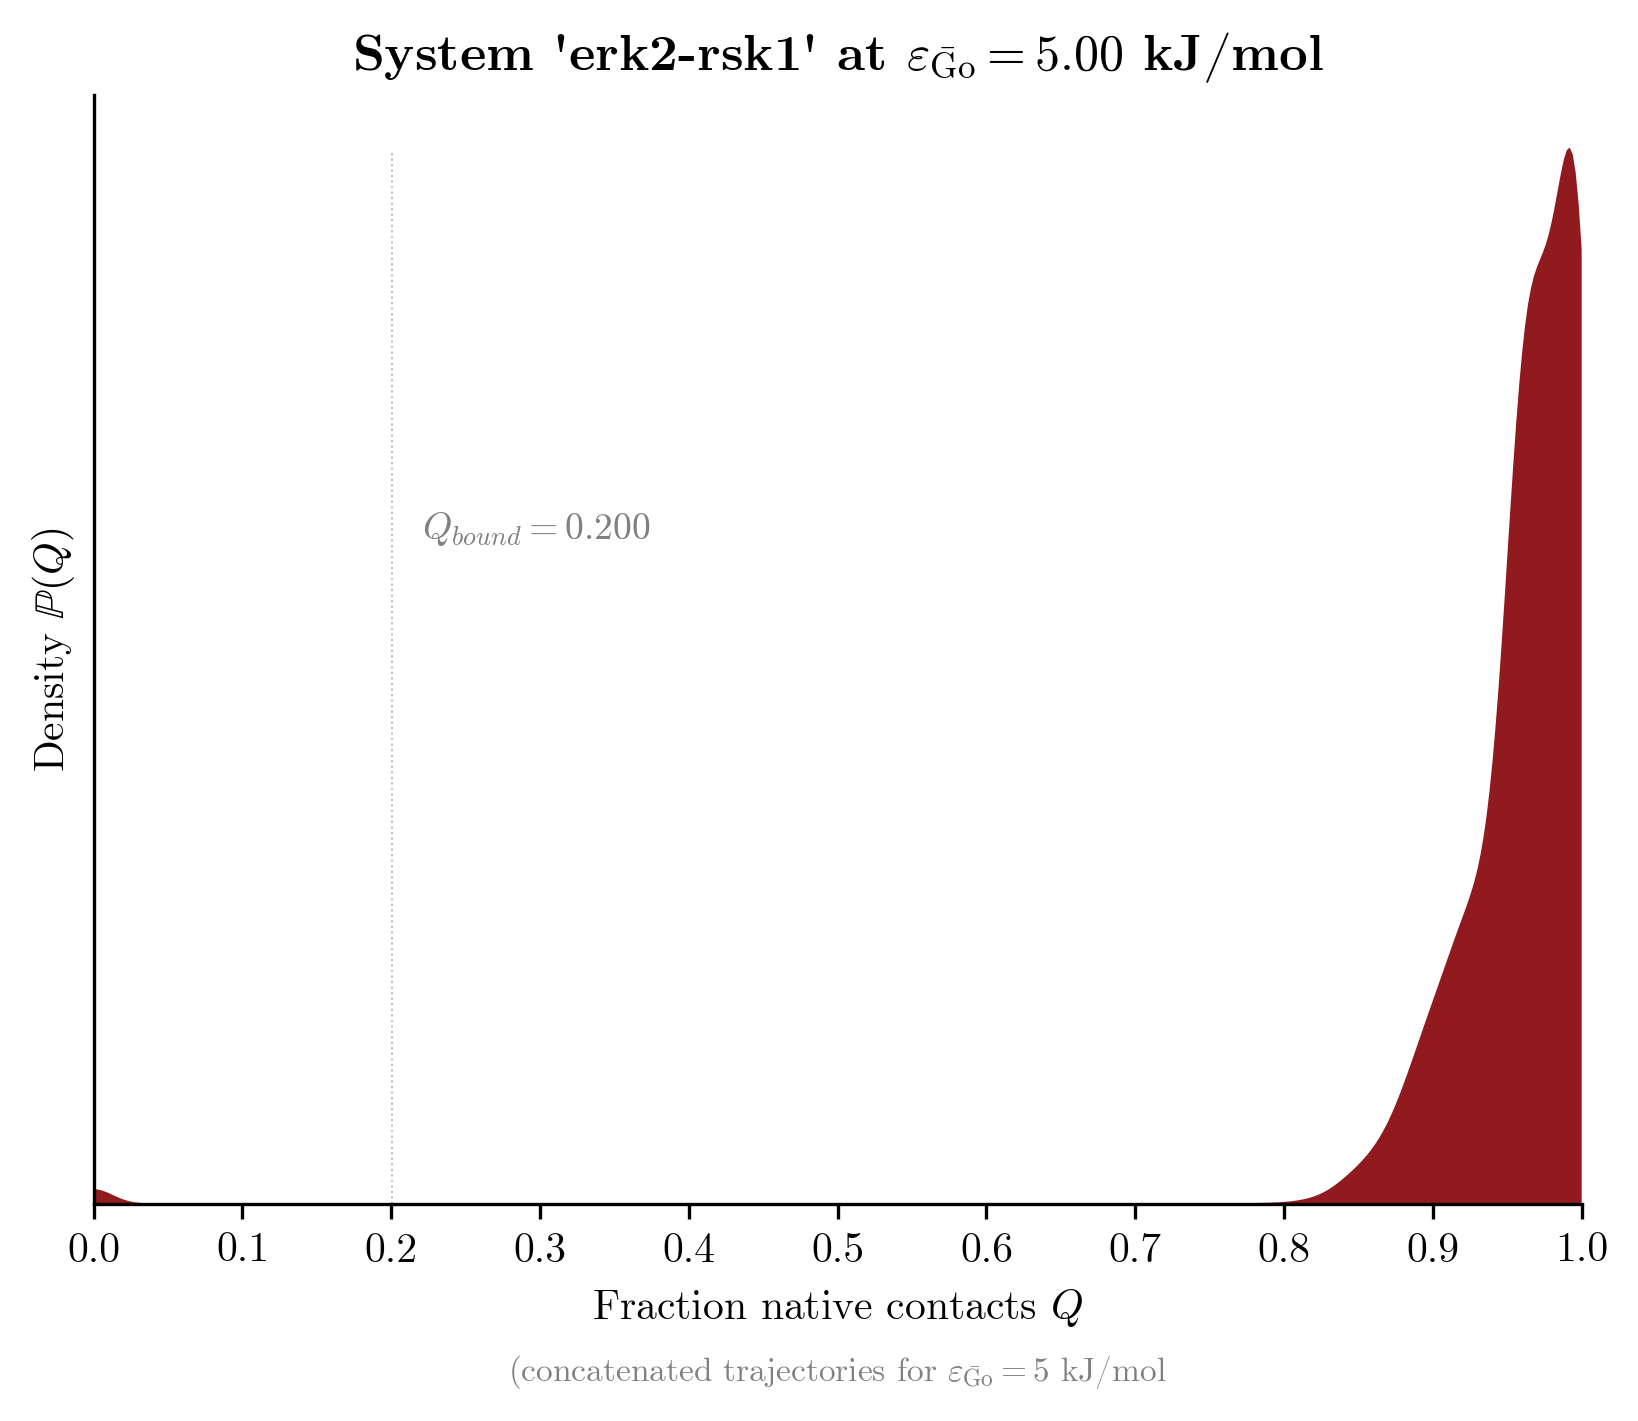 System 'erk2-rsk1' at ε_Ḡo = 5.00 kJ/mol
Density ℙ(Q)
Q_bound = 0.200
0.0 0.1 0.2 0.3 0.4 0.5 0.6 0.7 0.8 0.9 1.0
Fraction native contacts Q
(concatenated trajectories for ε_Ḡo = 5 kJ/mol